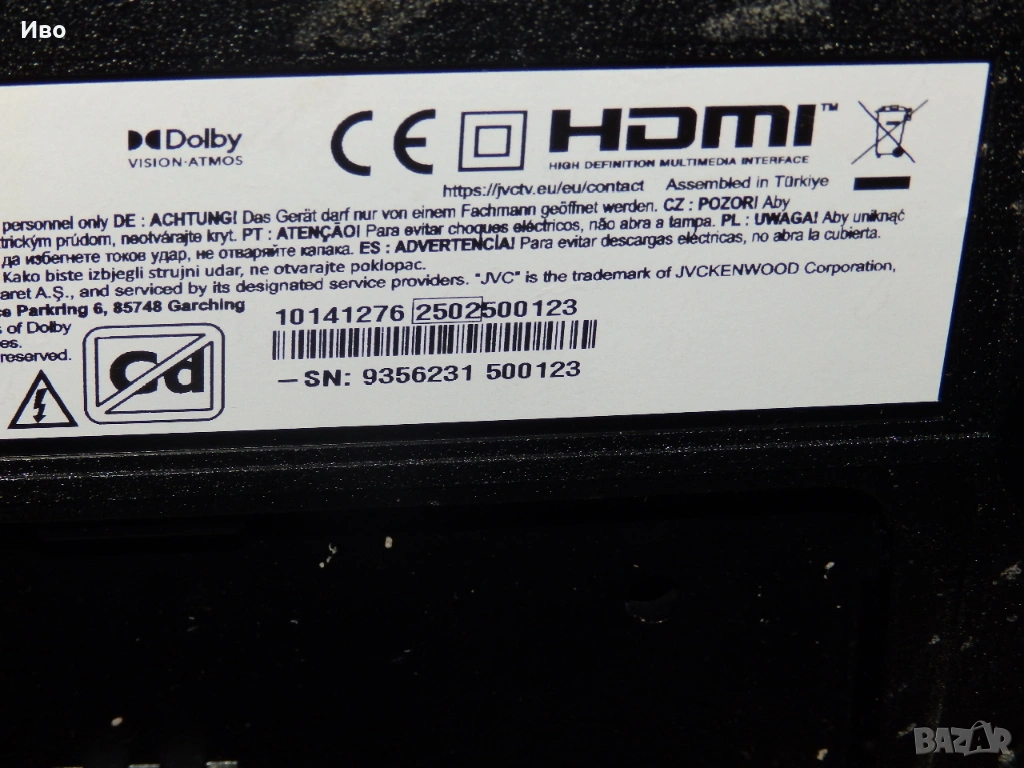 Иво
Dolby
VISION·ATMOS
CE
HDMI™
HIGH DEFINITION MULTIMEDIA INTERFACE
https://jvctv.eu/eu/contact Assembled in Türkiye
personnel only DE : ACHTUNG! Das Gerät darf nur von einem Fachmann geöffnet werden. CZ : POZOR! Aby
trickým prúdom, neotvárajte kryt. PT : ATENÇÃO! Para evitar choques eléctricos, não abra a tampa. PL : UWAGA! Aby uniknąć
да избегнете токов удар, не отваряйте капака. ES : ADVERTENCIA! Para evitar descargas eléctricas, no abra la cubierta.
Kako biste izbjegli strujni udar, ne otvarajte poklopac.
aret A.Ş., and serviced by its designated service providers. "JVC" is the trademark of JVCKENWOOD Corporation,
ce Parkring 6, 85748 Garching
s of Dolby
es.
reserved.
Cd
Pb
10141276 2502500123
—SN: 9356231 500123
BAZAR